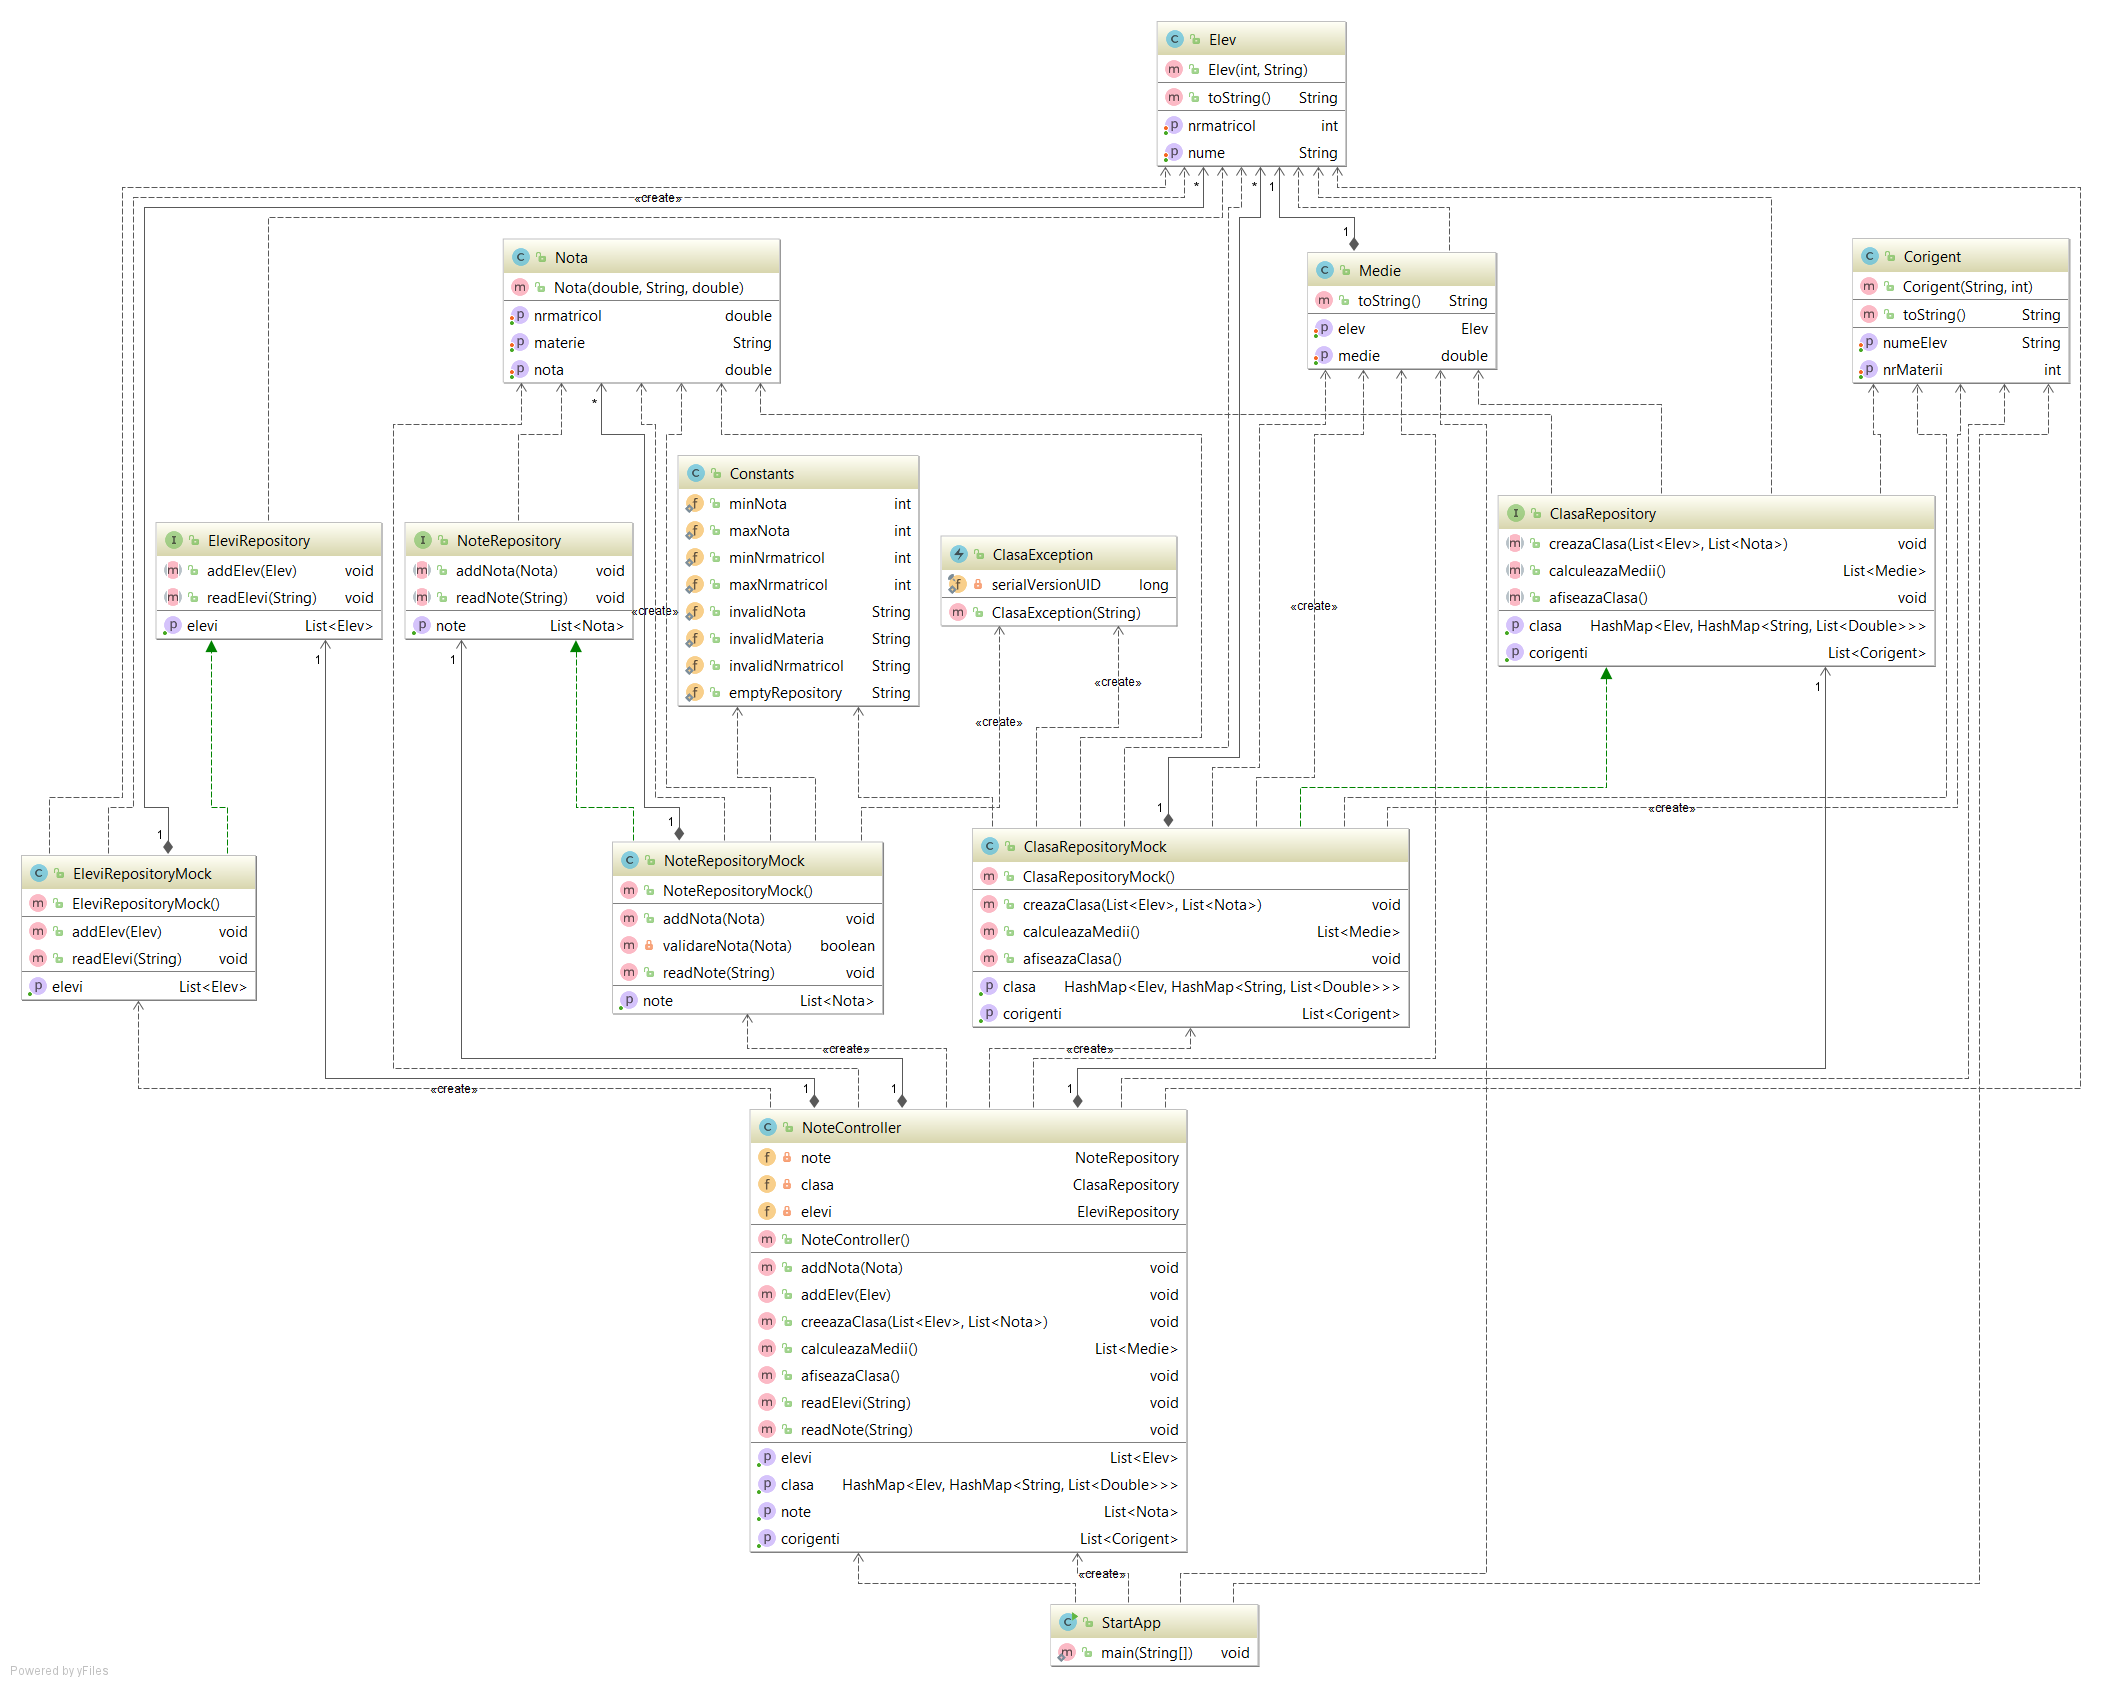 Elev
Elev(int, String)
toString() String
nrmatricol int
nume String
* * 1
«create»
1
Nota
Nota(double, String, double)
nrmatricol double
materie String
nota double
*
Medie
toString() String
elev Elev
medie double
Corigent
Corigent(String, int)
toString() String
numeElev String
nrMaterii int
Constants
minNota int
maxNota int
minNrmatricol int
maxNrmatricol int
invalidNota String
invalidMateria String
invalidNrmatricol String
emptyRepository String
EleviRepository
addElev(Elev) void
readElevi(String) void
elevi List<Elev>
1
NoteRepository
addNota(Nota) void
readNote(String) void
note List<Nota>
1
«create»
ClasaException
serialVersionUID long
ClasaException(String)
«create»
«create»
«create»
ClasaRepository
creazaClasa(List<Elev>, List<Nota>) void
calculeazaMedii() List<Medie>
afiseazaClasa() void
clasa HashMap<Elev, HashMap<String, List<Double>>>
corigenti List<Corigent>
1
«create»
1
EleviRepositoryMock
EleviRepositoryMock()
addElev(Elev) void
readElevi(String) void
elevi List<Elev>
1
NoteRepositoryMock
NoteRepositoryMock()
addNota(Nota) void
validareNota(Nota) boolean
readNote(String) void
note List<Nota>
1
ClasaRepositoryMock
ClasaRepositoryMock()
creazaClasa(List<Elev>, List<Nota>) void
calculeazaMedii() List<Medie>
afiseazaClasa() void
clasa HashMap<Elev, HashMap<String, List<Double>>>
corigenti List<Corigent>
«create» «create»
«create» 1 1 1
NoteController
note NoteRepository
clasa ClasaRepository
elevi EleviRepository
NoteController()
addNota(Nota) void
addElev(Elev) void
creeazaClasa(List<Elev>, List<Nota>) void
calculeazaMedii() List<Medie>
afiseazaClasa() void
readElevi(String) void
readNote(String) void
elevi List<Elev>
clasa HashMap<Elev, HashMap<String, List<Double>>>
note List<Nota>
corigenti List<Corigent>
«create»
StartApp
main(String[]) void
Powered by yFiles